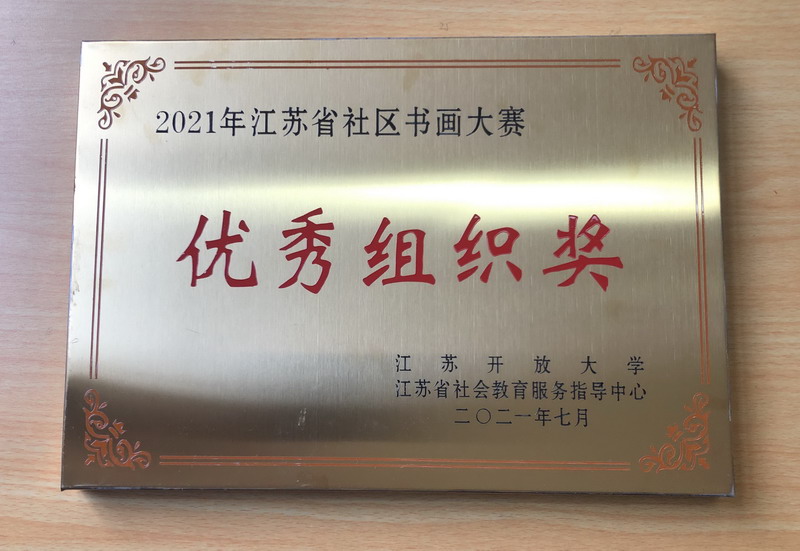 2021年江苏省社区书画大赛
优秀组织奖
江苏开放大学
江苏省社会教育服务指导中心
二〇二一年七月